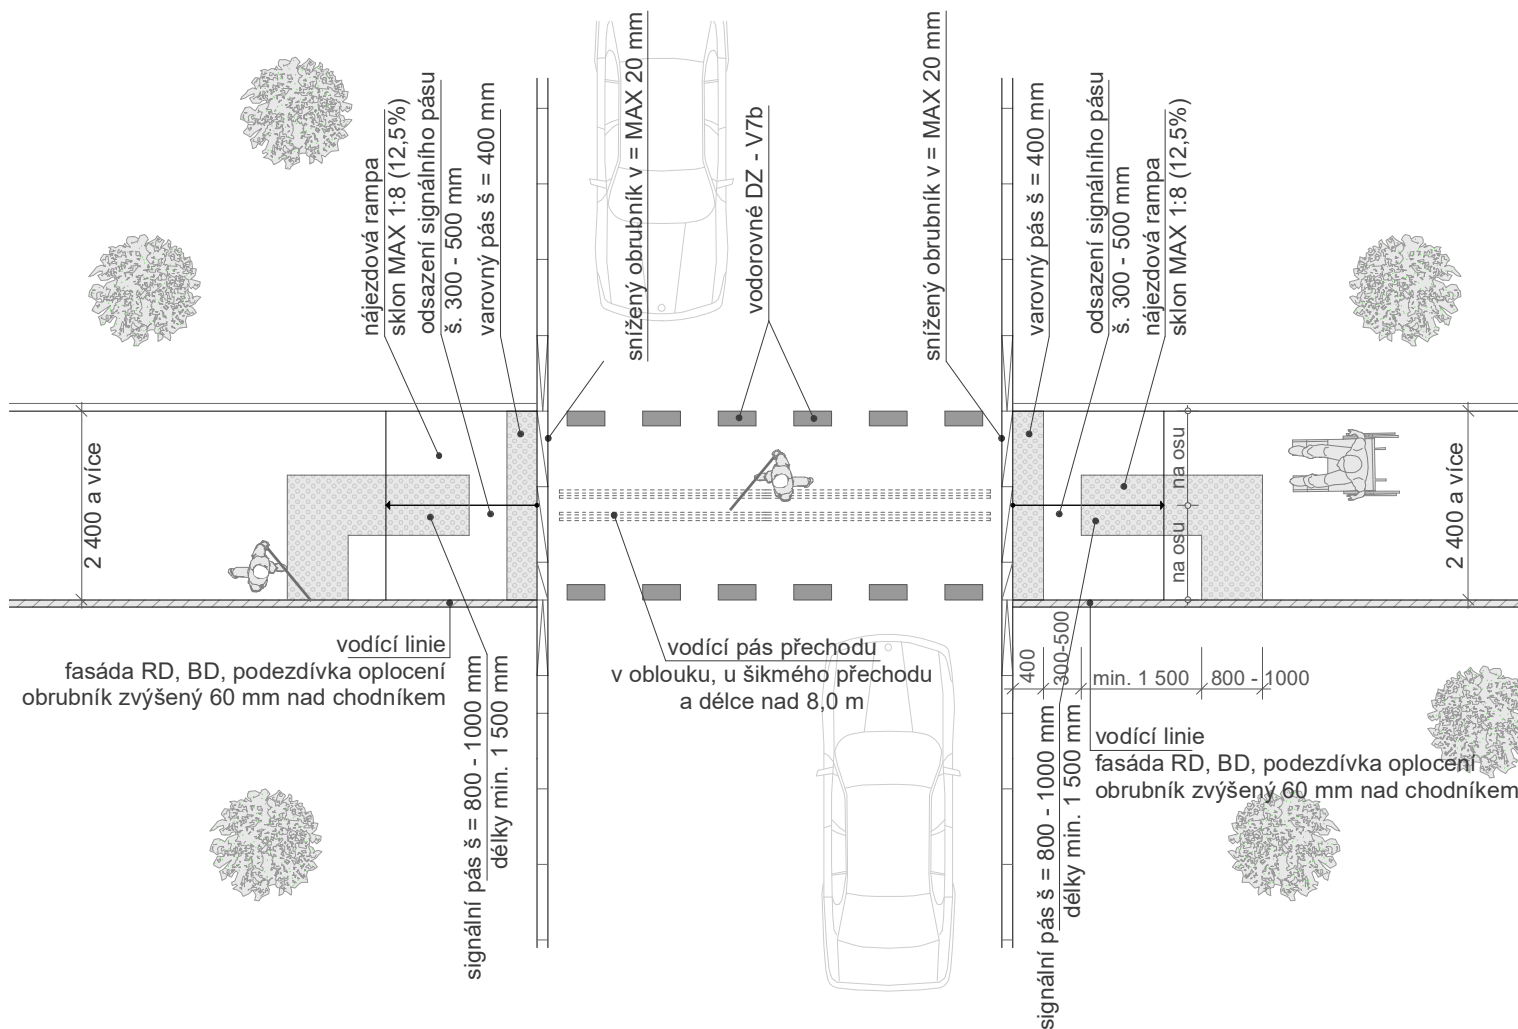 nájezdová rampa
sklon MAX 1:8 (12,5%)
odsazení signálního pásu
š. 300 - 500 mm
varovný pás š = 400 mm
snížený obrubník v = MAX 20 mm
vodorovné DZ - V7b
snížený obrubník v = MAX 20 mm
varovný pás š = 400 mm
odsazení signálního pásu
š. 300 - 500 mm
nájezdová rampa
sklon MAX 1:8 (12,5%)
2 400 a více
na osu
na osu
2 400 a více
vodící linie
fasáda RD, BD, podezdívka oplocení
obrubník zvýšený 60 mm nad chodníkem
signální pás š = 800 - 1000 mm
délky min. 1 500 mm
vodící pás přechodu
v oblouku, u šikmého přechodu
a délce nad 8,0 m
400
300-500
min. 1 500
800 - 1000
signální pás š = 800 - 1000 mm
délky min. 1 500 mm
vodící linie
fasáda RD, BD, podezdívka oplocení
obrubník zvýšený 60 mm nad chodníkem